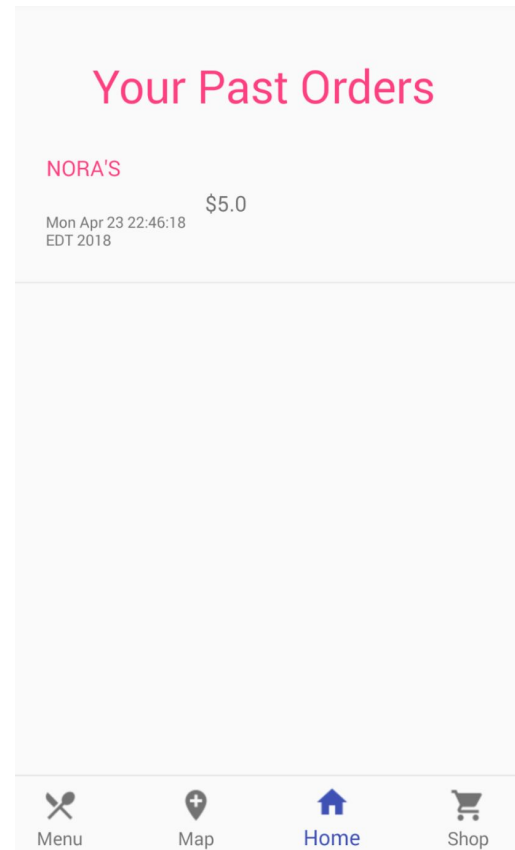 Your Past Orders
NORA'S
$5.0
Mon Apr 23 22:46:18
EDT 2018
Menu
Map
Home
Shop